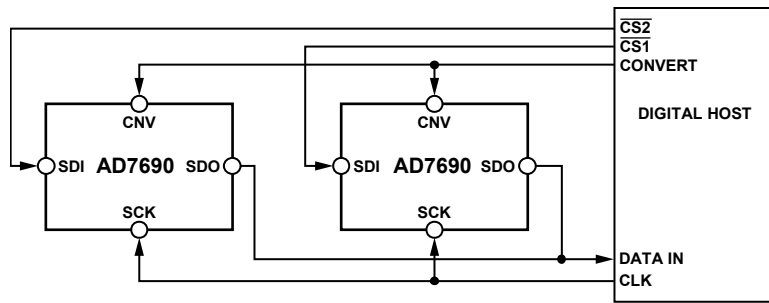 CS2
CS1
CONVERT
DIGITAL HOST
CNV
CNV
SDI AD7690 SDO
SDI AD7690 SDO
SCK
SCK
DATA IN
CLK